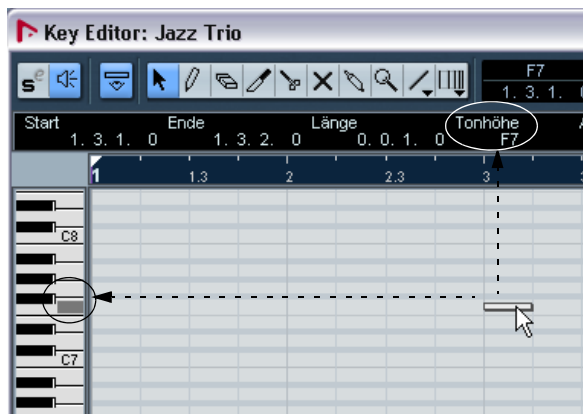 Key Editor: Jazz Trio
F7
1. 3. 1.
Start Ende Länge Tonhöhe
1. 3. 1. 0 1. 3. 2. 0 0. 0. 1. 0 F7
1 1.3 2 2.3 3
C8
C7